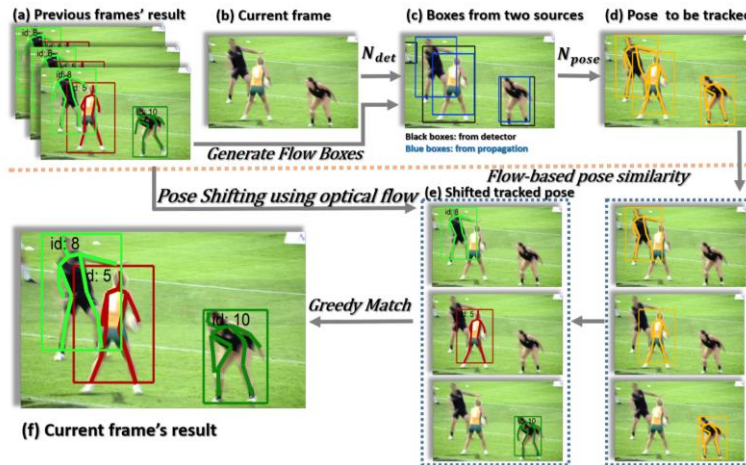 (a) Previous frames' result
(b) Current frame
(c) Boxes from two sources
(d) Pose to be tracked
id: 8
id: 5
id: 10
N_det
N_pose
Generate Flow Boxes
Black boxes: from detector
Blue boxes: from propagation
Flow-based pose similarity
Pose Shifting using optical flow
(e) Shifted tracked pose
id: 8
id: 5
id: 10
Greedy Match
id: 8
id: 5
id: 10
(f) Current frame's result